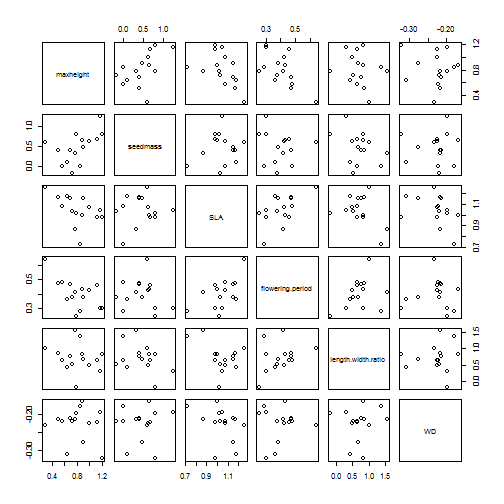 0.0 0.5 1.0
0.3 0.5
-0.30 -0.20
maxheight
0.4 0.8 1.2
0.0 0.5 1.0
seedmass
SLA
0.7 0.9 1.1
0.3 0.5
flowering.period
length.width.ratio
0.0 0.5 1.0 1.5
-0.30 -0.20
WD
0.4 0.8 1.2
0.7 0.9 1.1
0.0 0.5 1.0 1.5